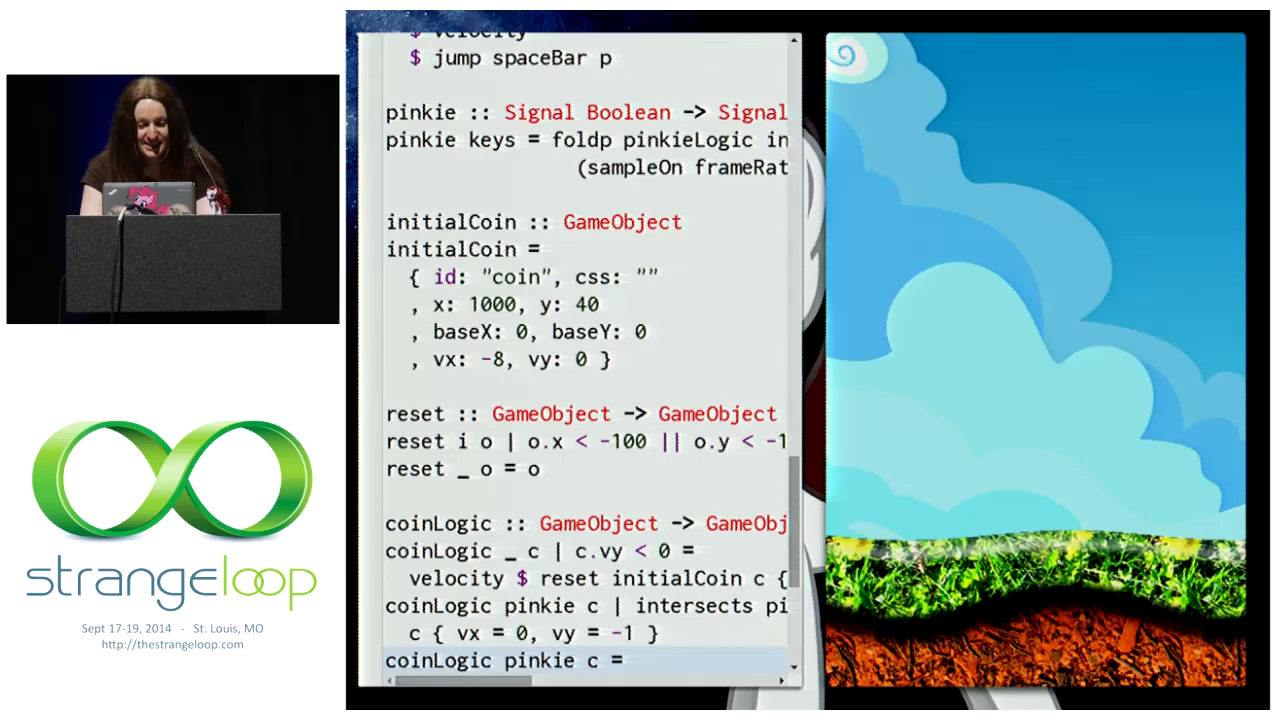 $ velocity
$ jump spaceBar p
pinkie :: Signal Boolean -> Signal
pinkie keys = foldp pinkieLogic in
(sampleOn frameRat
initialCoin :: GameObject
initialCoin =
{ id: "coin", css: ""
, x: 1000, y: 40
, baseX: 0, baseY: 0
, vx: -8, vy: 0 }
reset :: GameObject -> GameObject
reset i o | o.x < -100 || o.y < -1
reset _ o = o
coinLogic :: GameObject -> GameObj
coinLogic _ c | c.vy < 0 =
velocity $ reset initialCoin c {
coinLogic pinkie c | intersects pi
c { vx = 0, vy = -1 }
coinLogic pinkie c =
strangeloop
Sept 17-19, 2014 - St. Louis, MO
http://thestrangeloop.com